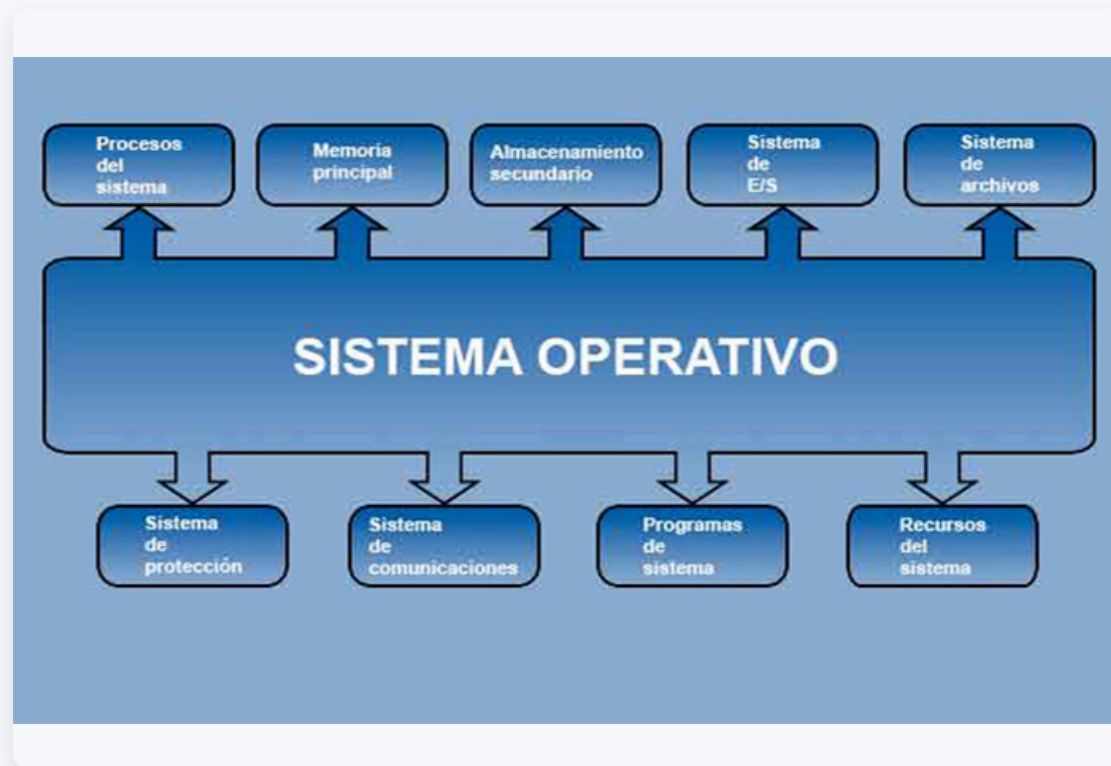 Procesos
del
sistema
Memoria
principal
Almacenamiento
secundario
Sistema
de
E/S
Sistema
de
archivos
SISTEMA OPERATIVO
Sistema
de
protección
Sistema
de
comunicaciones
Programas
de
sistema
Recursos
del
sistema